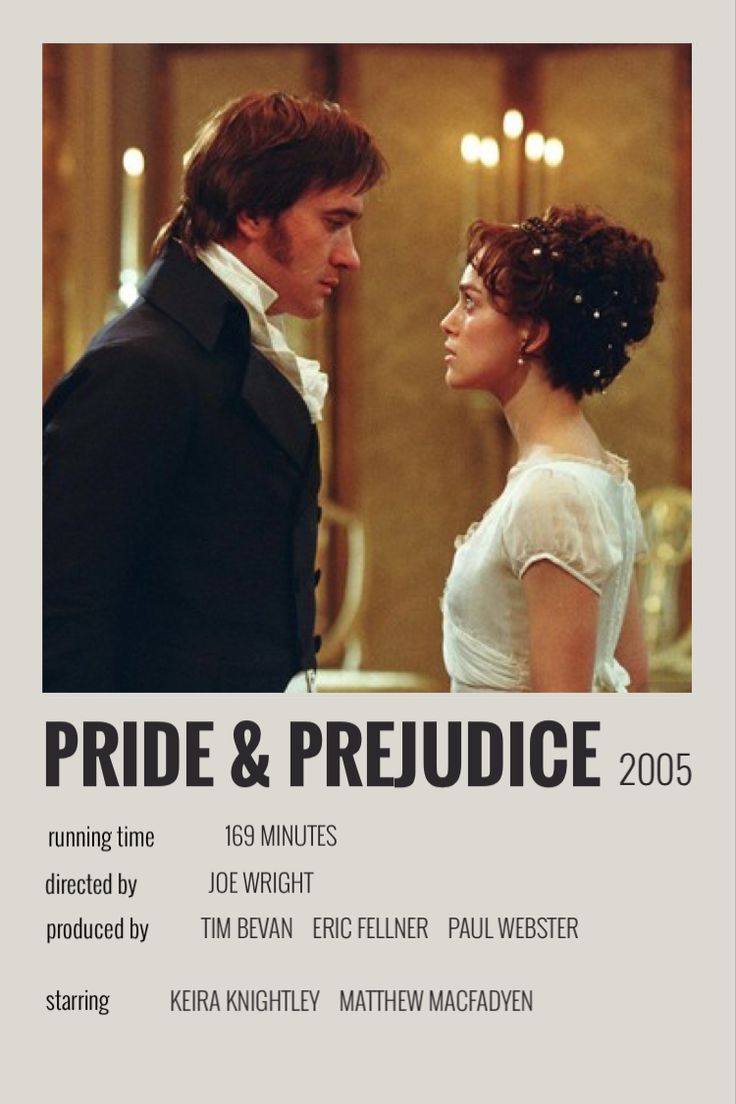 PRIDE & PREJUDICE 2005
running time 169 MINUTES
directed by JOE WRIGHT
produced by TIM BEVAN ERIC FELLNER PAUL WEBSTER
starring KEIRA KNIGHTLEY MATTHEW MACFADYEN